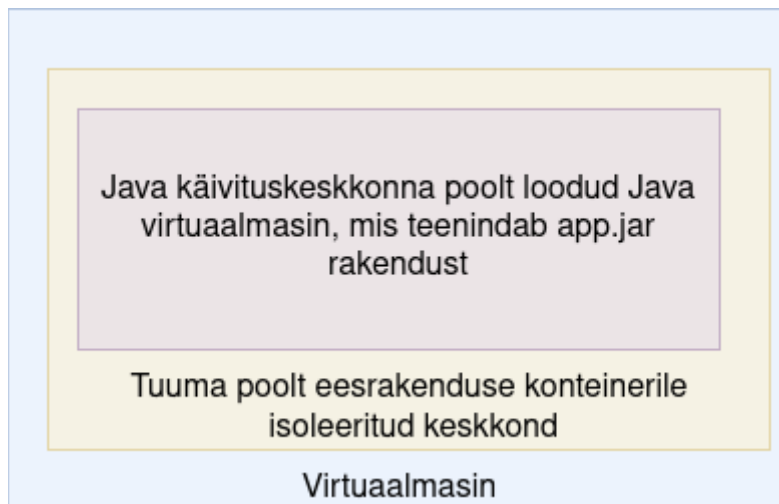 Java käivituskeskkonna poolt loodud Java
virtuaalmasin, mis teenindab app.jar
rakendust
Tuuma poolt eesrakenduse konteinerile
isoleeritud keskkond
Virtuaalmasin